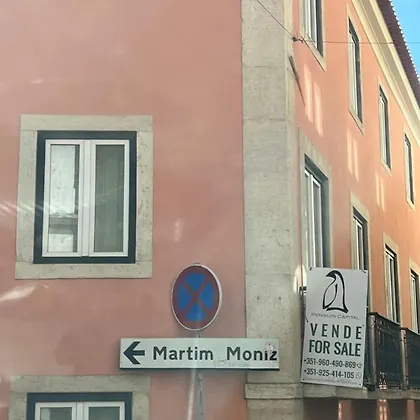 PENGUIN CAPITAL
VENDE
FOR SALE
+351-960-490-869
+351-925-414-105
Martim Moniz